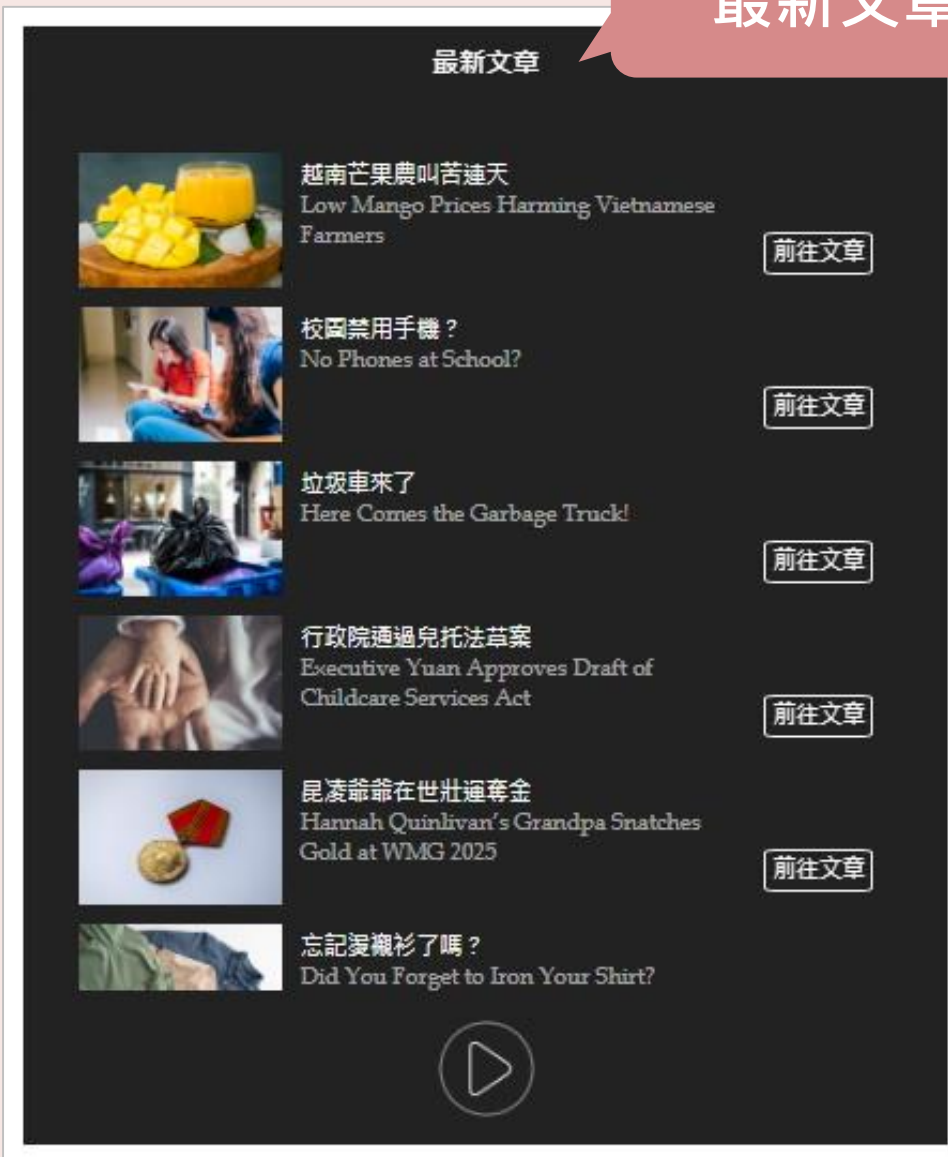 最新文章
最新文章
越南芒果農叫苦連天
Low Mango Prices Harming Vietnamese
Farmers
前往文章
校園禁用手機？
No Phones at School?
前往文章
垃圾車來了
Here Comes the Garbage Truck!
前往文章
行政院通過兒托法草案
Executive Yuan Approves Draft of
Childcare Services Act
前往文章
昆凌爺爺在世壯運奪金
Hannah Quinlivan’s Grandpa Snatches
Gold at WMG 2025
前往文章
忘記燙襯衫了嗎？
Did You Forget to Iron Your Shirt?